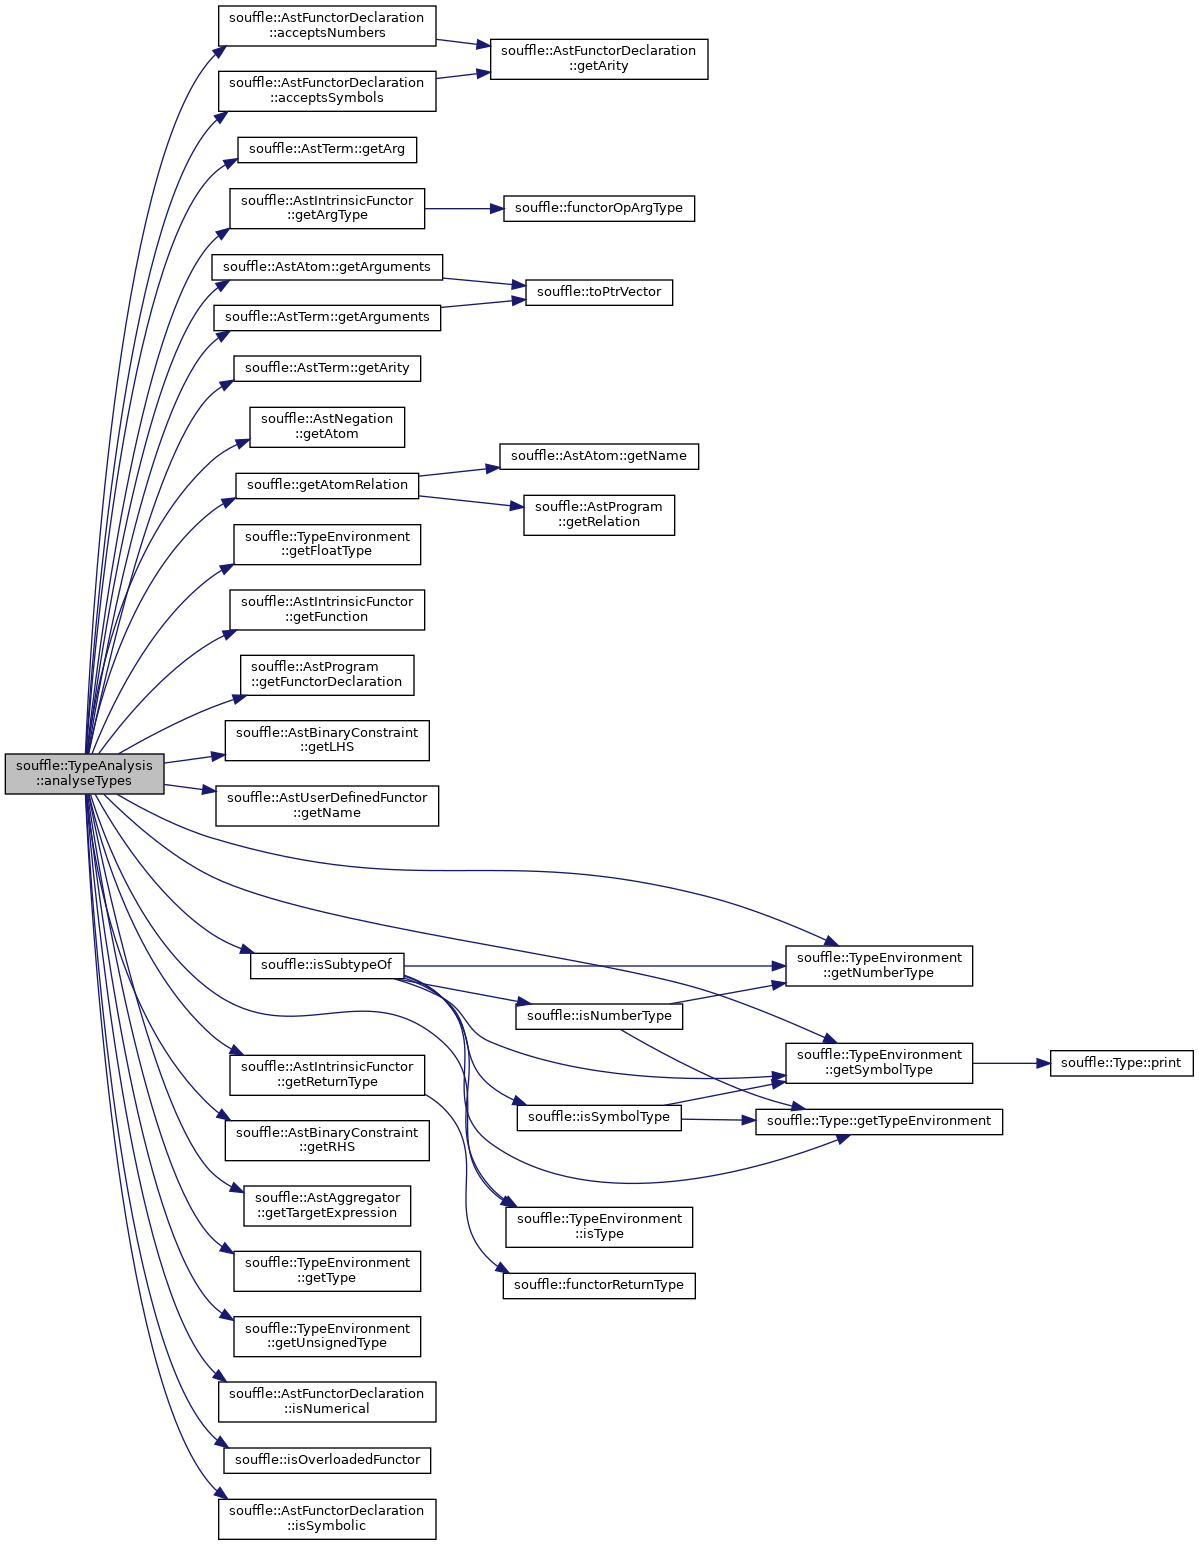 souffle::AstFunctorDeclaration
::acceptsNumbers
souffle::AstFunctorDeclaration
::getArity
souffle::AstFunctorDeclaration
::acceptsSymbols
souffle::AstTerm::getArg
souffle::AstIntrinsicFunctor
::getArgType
souffle::functorOpArgType
souffle::AstAtom::getArguments
souffle::toPtrVector
souffle::AstTerm::getArguments
souffle::AstTerm::getArity
souffle::AstNegation
::getAtom
souffle::getAtomRelation
souffle::AstAtom::getName
souffle::AstProgram
::getRelation
souffle::TypeEnvironment
::getFloatType
souffle::AstIntrinsicFunctor
::getFunction
souffle::AstProgram
::getFunctorDeclaration
souffle::AstBinaryConstraint
::getLHS
souffle::TypeAnalysis
::analyseTypes
souffle::AstUserDefinedFunctor
::getName
souffle::isSubtypeOf
souffle::TypeEnvironment
::getNumberType
souffle::isNumberType
souffle::TypeEnvironment
::getSymbolType
souffle::Type::print
souffle::AstIntrinsicFunctor
::getReturnType
souffle::isSymbolType
souffle::Type::getTypeEnvironment
souffle::AstBinaryConstraint
::getRHS
souffle::AstAggregator
::getTargetExpression
souffle::TypeEnvironment
::isType
souffle::TypeEnvironment
::getType
souffle::functorReturnType
souffle::TypeEnvironment
::getUnsignedType
souffle::AstFunctorDeclaration
::isNumerical
souffle::isOverloadedFunctor
souffle::AstFunctorDeclaration
::isSymbolic